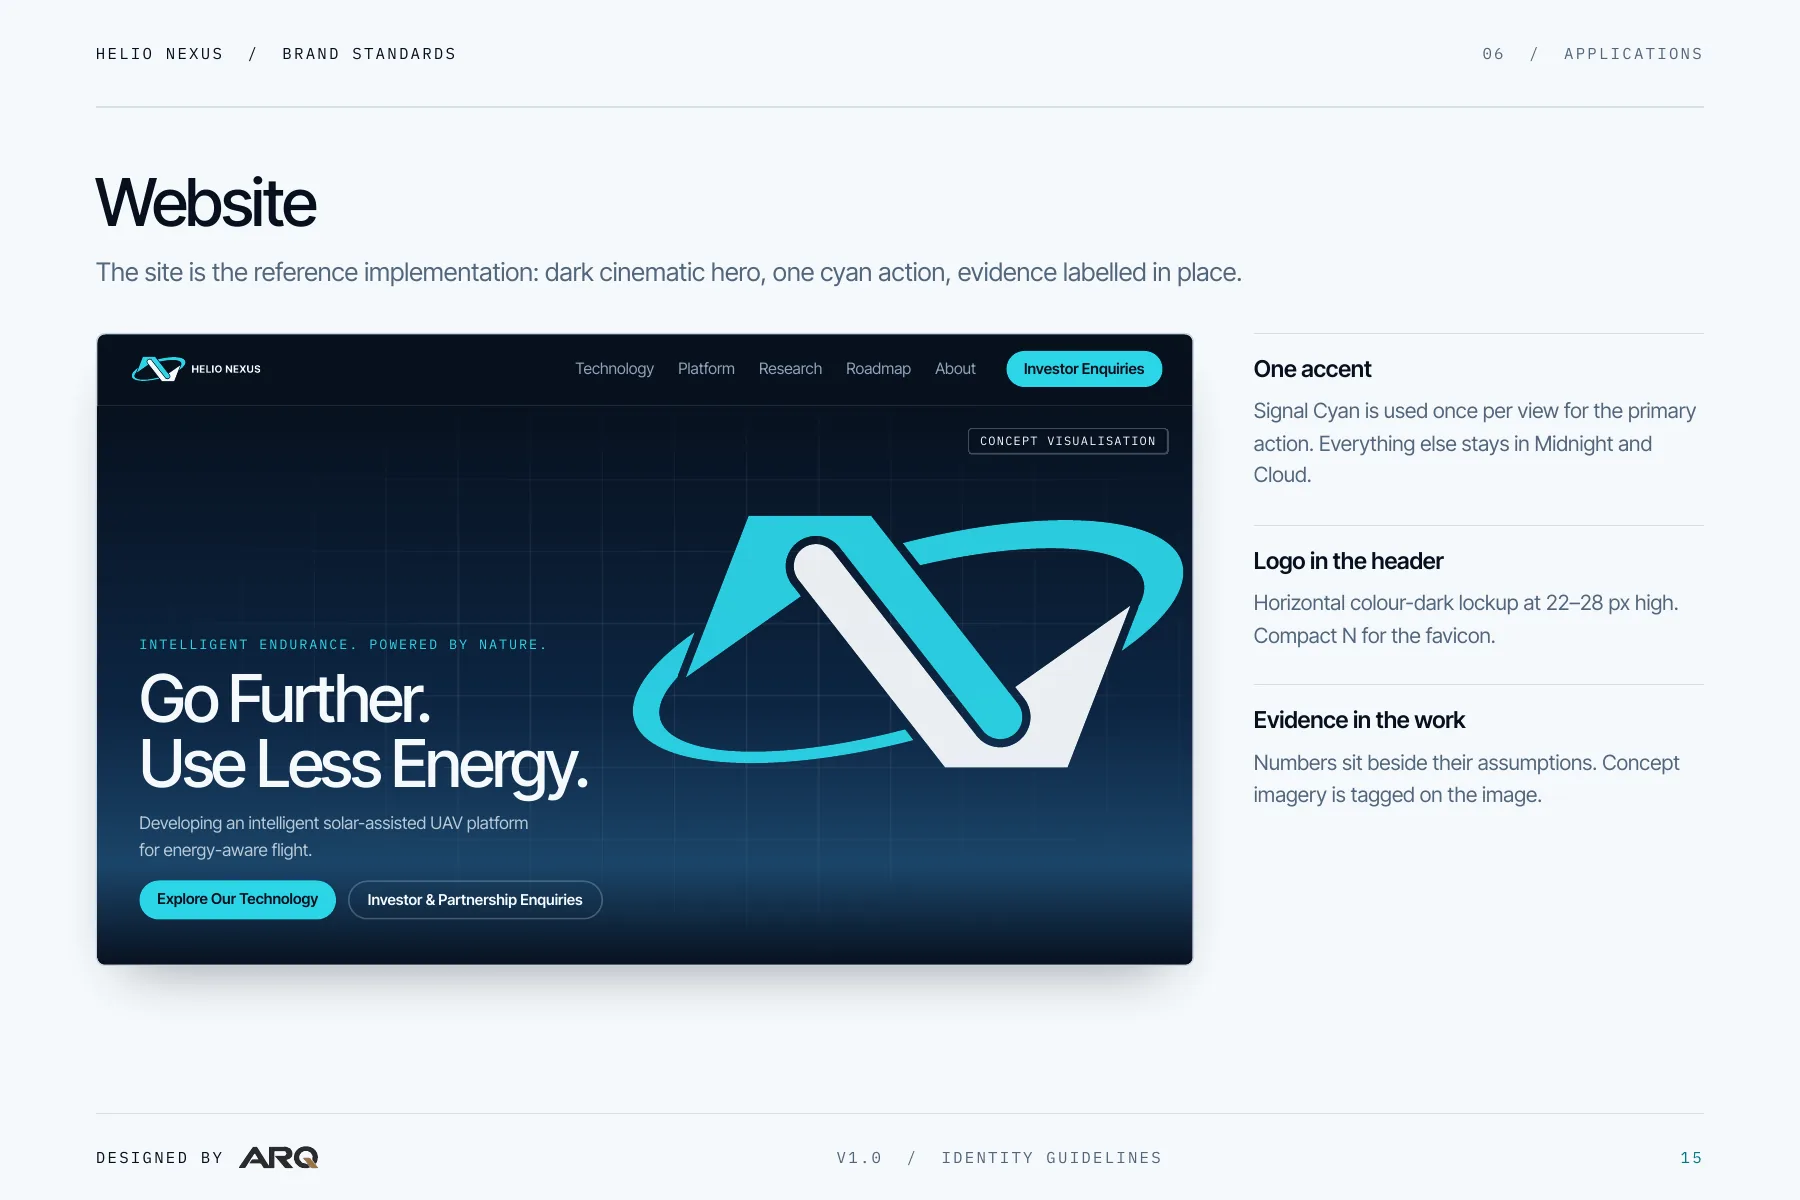 HELIO NEXUS / BRAND STANDARDS
06 / APPLICATIONS
Website
The site is the reference implementation: dark cinematic hero, one cyan action, evidence labelled in place.
HELIO NEXUS
Technology Platform Research Roadmap About Investor Enquiries
CONCEPT VISUALISATION
INTELLIGENT ENDURANCE. POWERED BY NATURE.
Go Further.
Use Less Energy.
Developing an intelligent solar-assisted UAV platform
for energy-aware flight.
Explore Our Technology Investor & Partnership Enquiries
One accent
Signal Cyan is used once per view for the primary
action. Everything else stays in Midnight and
Cloud.
Logo in the header
Horizontal colour-dark lockup at 22–28 px high.
Compact N for the favicon.
Evidence in the work
Numbers sit beside their assumptions. Concept
imagery is tagged on the image.
DESIGNED BY ARQ
V1.0 / IDENTITY GUIDELINES
15